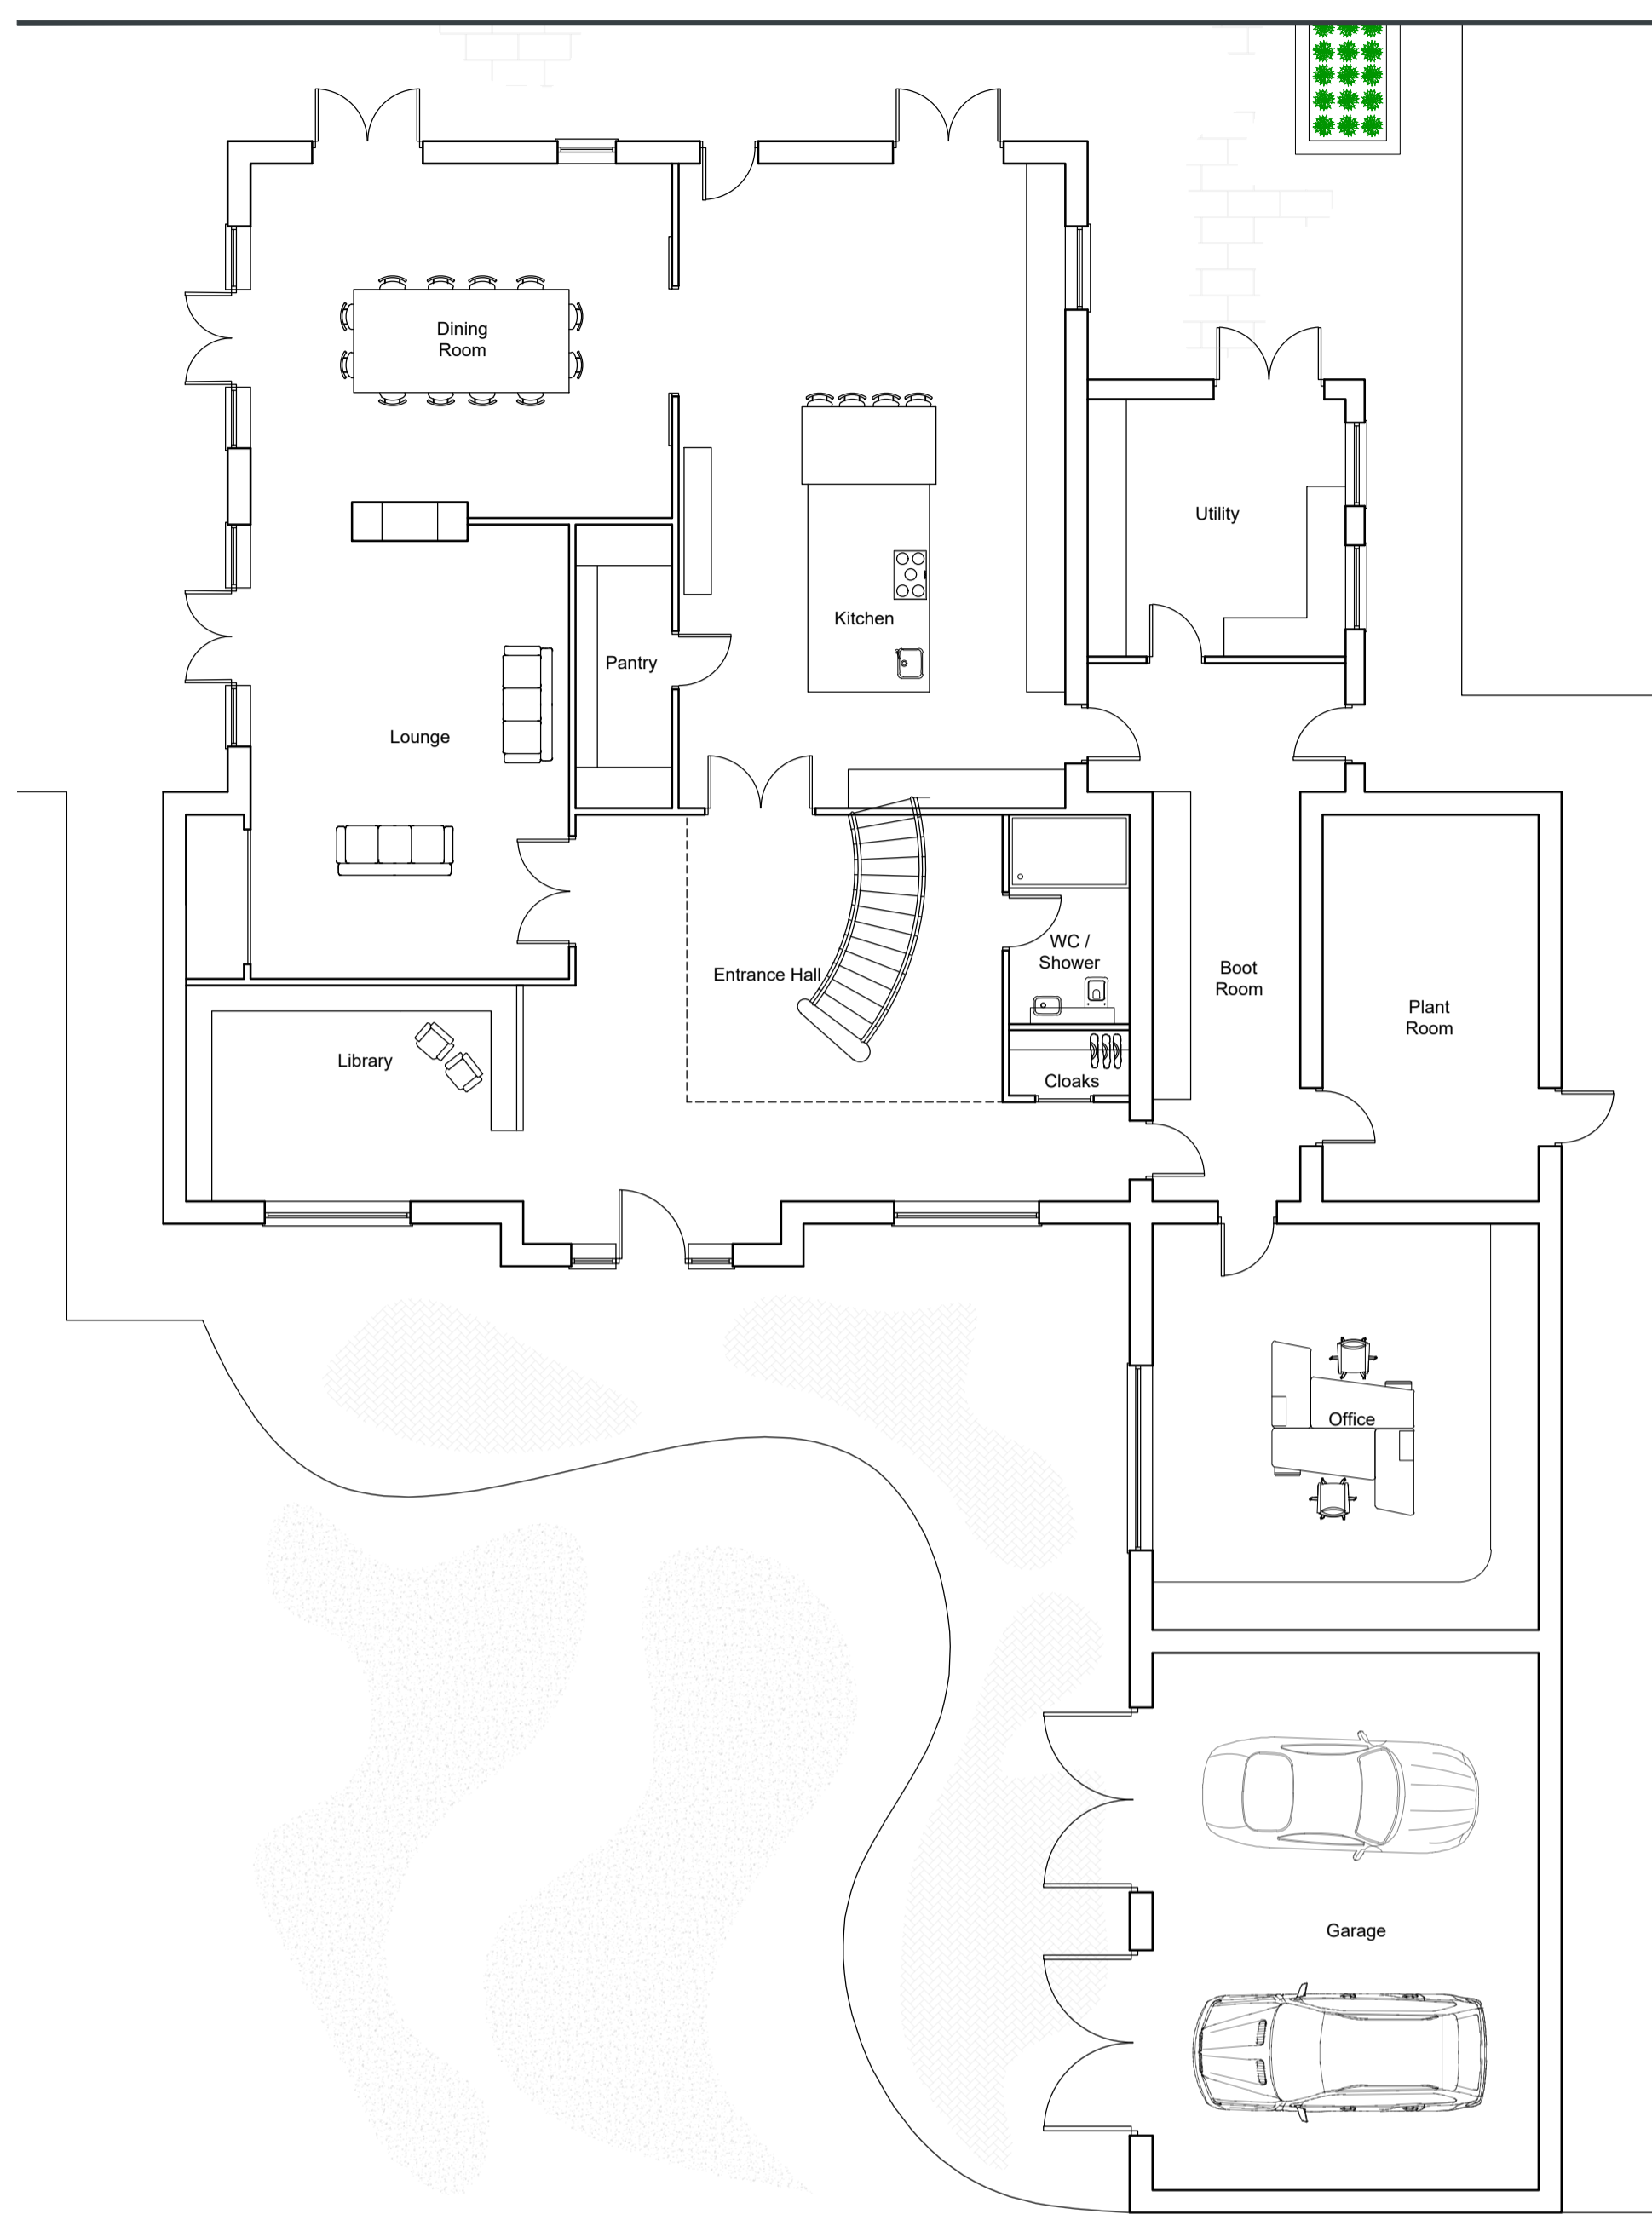 Dining
Room
Utility
Kitchen
Pantry
Lounge
WC /
Shower
Entrance Hall
Boot
Room
Plant
Room
Library
Cloaks
Office
Garage